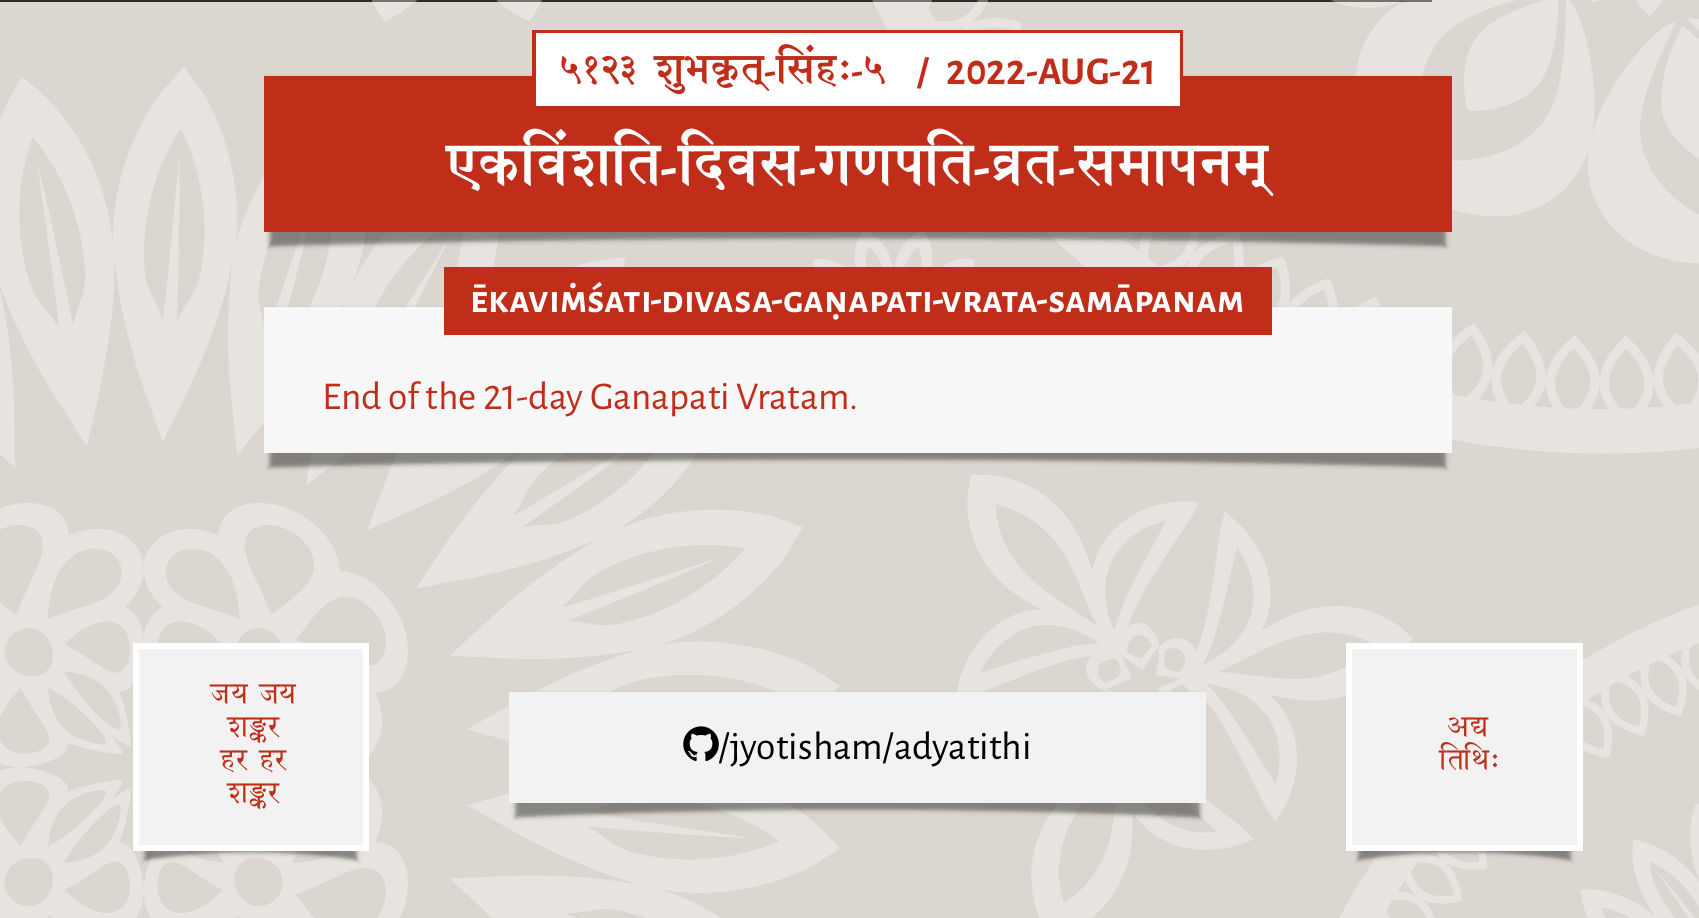 ५१२३ शुभकृत्-सिंहः-५ / 2022-AUG-21
एकविंशति-दिवस-गणपति-व्रत-समापनम्
ĒKAVIṀŚATI-DIVASA-GAṆAPATI-VRATA-SAMĀPANAM
End of the 21-day Ganapati Vratam.
जय जय
शङ्कर
हर हर
शङ्कर
/jyotisham/adyatithi
अद्य
तिथिः